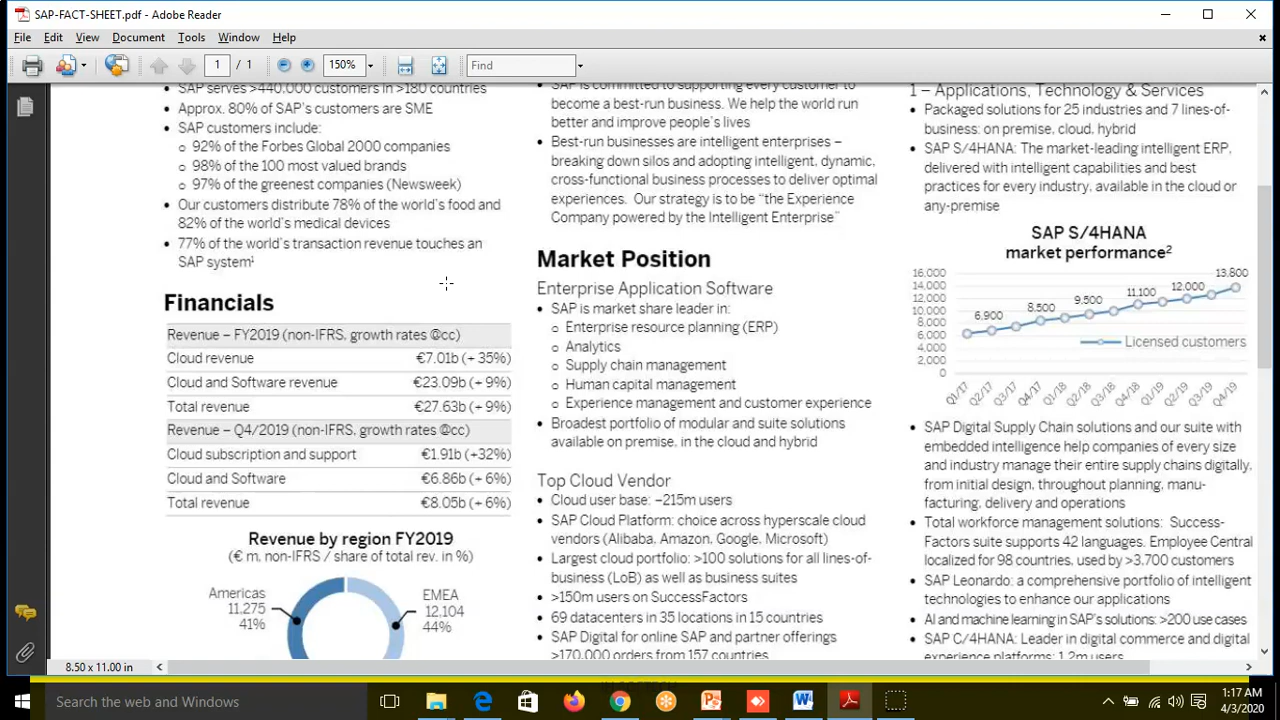 SAP-FACT-SHEET.pdf - Adobe Reader
File Edit View Document Tools Window Help
1 / 1 150% Find
SAP serves >440.000 customers in >180 countries
• Approx. 80% of SAP's customers are SME
• SAP customers include:
o 92% of the Forbes Global 2000 companies
o 98% of the 100 most valued brands
o 97% of the greenest companies (Newsweek)
• Our customers distribute 78% of the world's food and
82% of the world's medical devices
• 77% of the world's transaction revenue touches an
SAP system¹
Financials
Revenue – FY2019 (non-IFRS, growth rates @cc)
Cloud revenue €7.01b (+ 35%)
Cloud and Software revenue €23.09b (+ 9%)
Total revenue €27.63b (+ 9%)
Revenue – Q4/2019 (non-IFRS, growth rates @cc)
Cloud subscription and support €1.91b (+32%)
Cloud and Software €6.86b (+ 6%)
Total revenue €8.05b (+ 6%)
Revenue by region FY2019
(€ m, non-IFRS / share of total rev. in %)
Americas
11,275
41%
EMEA
12.104
44%
SAP is committed to supporting every customer to
become a best-run business. We help the world run
better and improve people's lives
• Best-run businesses are intelligent enterprises –
breaking down silos and adopting intelligent, dynamic,
cross-functional business processes to deliver optimal
experiences. Our strategy is to "the Experience
Company powered by the Intelligent Enterprise"
Market Position
Enterprise Application Software
• SAP is market share leader in:
o Enterprise resource planning (ERP)
o Analytics
o Supply chain management
o Human capital management
o Experience management and customer experience
• Broadest portfolio of modular and suite solutions
available on premise, in the cloud and hybrid
Top Cloud Vendor
• Cloud user base: ~215m users
• SAP Cloud Platform: choice across hyperscale cloud
vendors (Alibaba, Amazon, Google, Microsoft)
• Largest cloud portfolio: >100 solutions for all lines-of-
business (LoB) as well as business suites
• >150m users on SuccessFactors
• 69 datacenters in 35 locations in 15 countries
• SAP Digital for online SAP and partner offerings
>170.000 orders from 157 countries
1 – Applications, Technology & Services
• Packaged solutions for 25 industries and 7 lines-of-
business: on premise, cloud, hybrid
• SAP S/4HANA: The market-leading intelligent ERP,
delivered with intelligent capabilities and best
practices for every industry, available in the cloud or
any-premise
SAP S/4HANA
market performance²
16,000
14,000
12,000
10,000
8,000
6,000
4,000
2,000
0
6.900 8.500 9.500 11.100 12.000 13.800
Licensed customers
Q1/17 Q2/17 Q3/17 Q4/17 Q1/18 Q2/18 Q3/18 Q4/18 Q1/19 Q2/19 Q3/19 Q4/19
• SAP Digital Supply Chain solutions and our suite with
embedded intelligence help companies of every size
and industry manage their entire supply chains digitally,
from initial design, throughout planning, manu-
facturing, delivery and operations
• Total workforce management solutions: Success-
Factors suite supports 42 languages. Employee Central
localized for 98 countries, used by >3.700 customers
• SAP Leonardo: a comprehensive portfolio of intelligent
technologies to enhance our applications
• AI and machine learning in SAP's solutions: >200 use cases
• SAP C/4HANA: Leader in digital commerce and digital
experience platforms: 1.2m users
8.50 x 11.00 in
Search the web and Windows
1:17 AM
4/3/2020